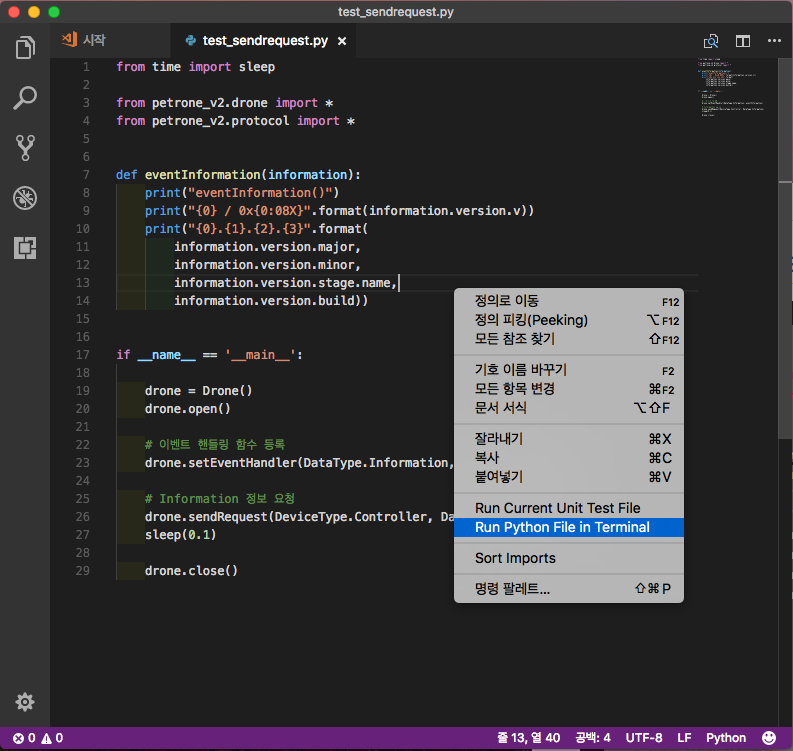 test_sendrequest.py
시작
test_sendrequest.py ×
1 from time import sleep
2
3 from petrone_v2.drone import *
4 from petrone_v2.protocol import *
5
6
7 def eventInformation(information):
8 print("eventInformation()")
9 print("{0} / 0x{0:08X}".format(information.version.v))
10 print("{0}.{1}.{2}.{3}".format(
11 information.version.major,
12 information.version.minor,
13 information.version.stage.name,
14 information.version.build))
15
16
17 if __name__ == '__main__':
18
19 drone = Drone()
20 drone.open()
21
22 # 이벤트 핸들링 함수 등록
23 drone.setEventHandler(DataType.Information,
24
25 # Information 정보 요청
26 drone.sendRequest(DeviceType.Controller, Da
27 sleep(0.1)
28
29 drone.close()
정의로 이동 F12
정의 피킹(Peeking) ⌥F12
모든 참조 찾기 ⇧F12
기호 이름 바꾸기 F2
모든 항목 변경 ⌘F2
문서 서식 ⌥⇧F
잘라내기 ⌘X
복사 ⌘C
붙여넣기 ⌘V
Run Current Unit Test File
Run Python File in Terminal
Sort Imports
명령 팔레트... ⇧⌘P
0 0 줄 13, 열 40 공백: 4 UTF-8 LF Python